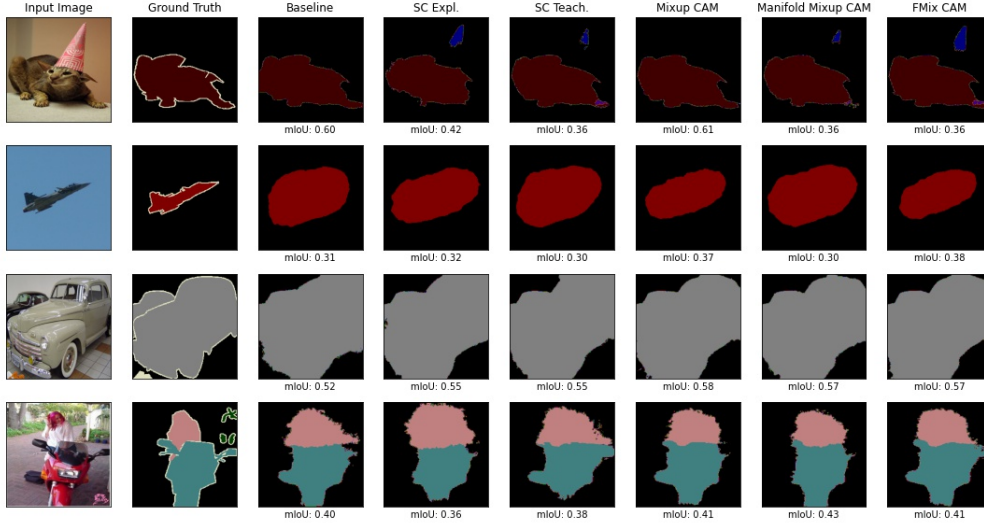 Input Image Ground Truth Baseline SC Expl. SC Teach. Mixup CAM Manifold Mixup CAM FMix CAM
mIoU: 0.60 mIoU: 0.42 mIoU: 0.36 mIoU: 0.61 mIoU: 0.36 mIoU: 0.36
mIoU: 0.31 mIoU: 0.32 mIoU: 0.30 mIoU: 0.37 mIoU: 0.30 mIoU: 0.38
mIoU: 0.52 mIoU: 0.55 mIoU: 0.55 mIoU: 0.58 mIoU: 0.57 mIoU: 0.57
mIoU: 0.40 mIoU: 0.36 mIoU: 0.38 mIoU: 0.41 mIoU: 0.43 mIoU: 0.41